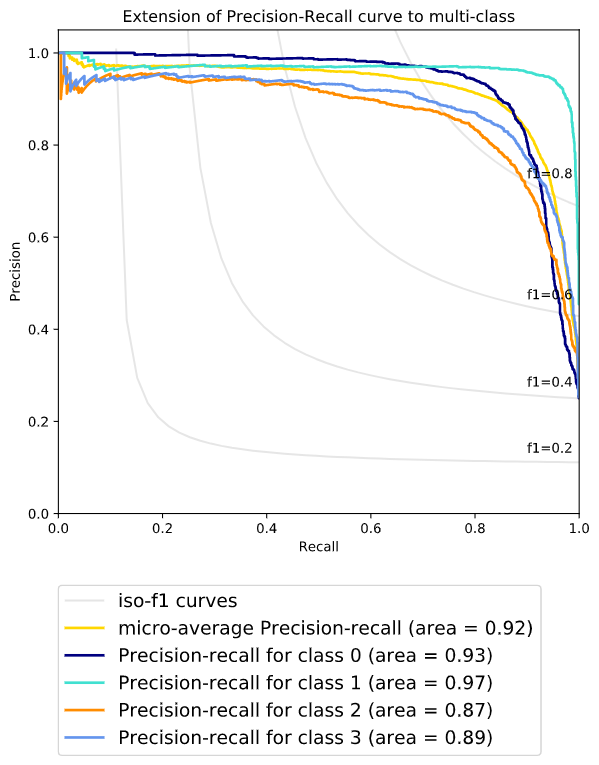 Extension of Precision-Recall curve to multi-class
1.0
0.8
f1=0.8
0.6
Precision
f1=0.6
0.4
f1=0.4
0.2
f1=0.2
0.0
0.0 0.2 0.4 0.6 0.8 1.0
Recall
iso-f1 curves
micro-average Precision-recall (area = 0.92)
Precision-recall for class 0 (area = 0.93)
Precision-recall for class 1 (area = 0.97)
Precision-recall for class 2 (area = 0.87)
Precision-recall for class 3 (area = 0.89)